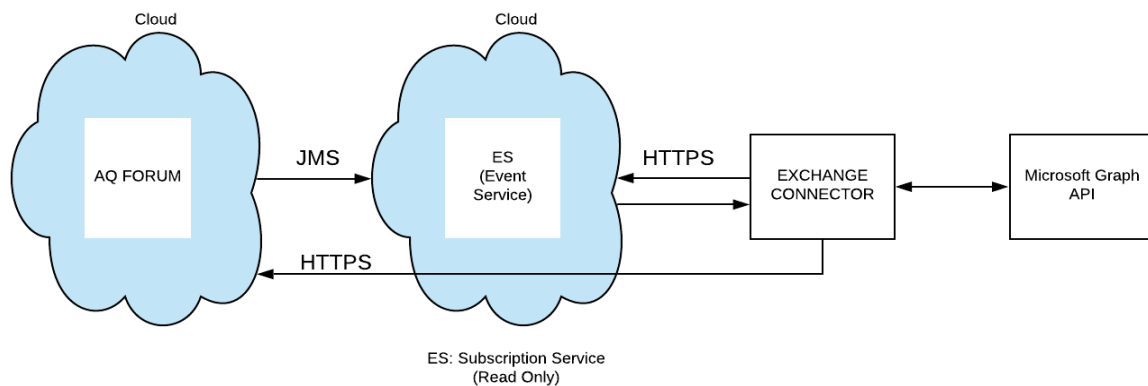 Cloud
Cloud
AQ FORUM
JMS
ES
(Event
Service)
HTTPS
EXCHANGE
CONNECTOR
Microsoft Graph
API
HTTPS
ES: Subscription Service
(Read Only)